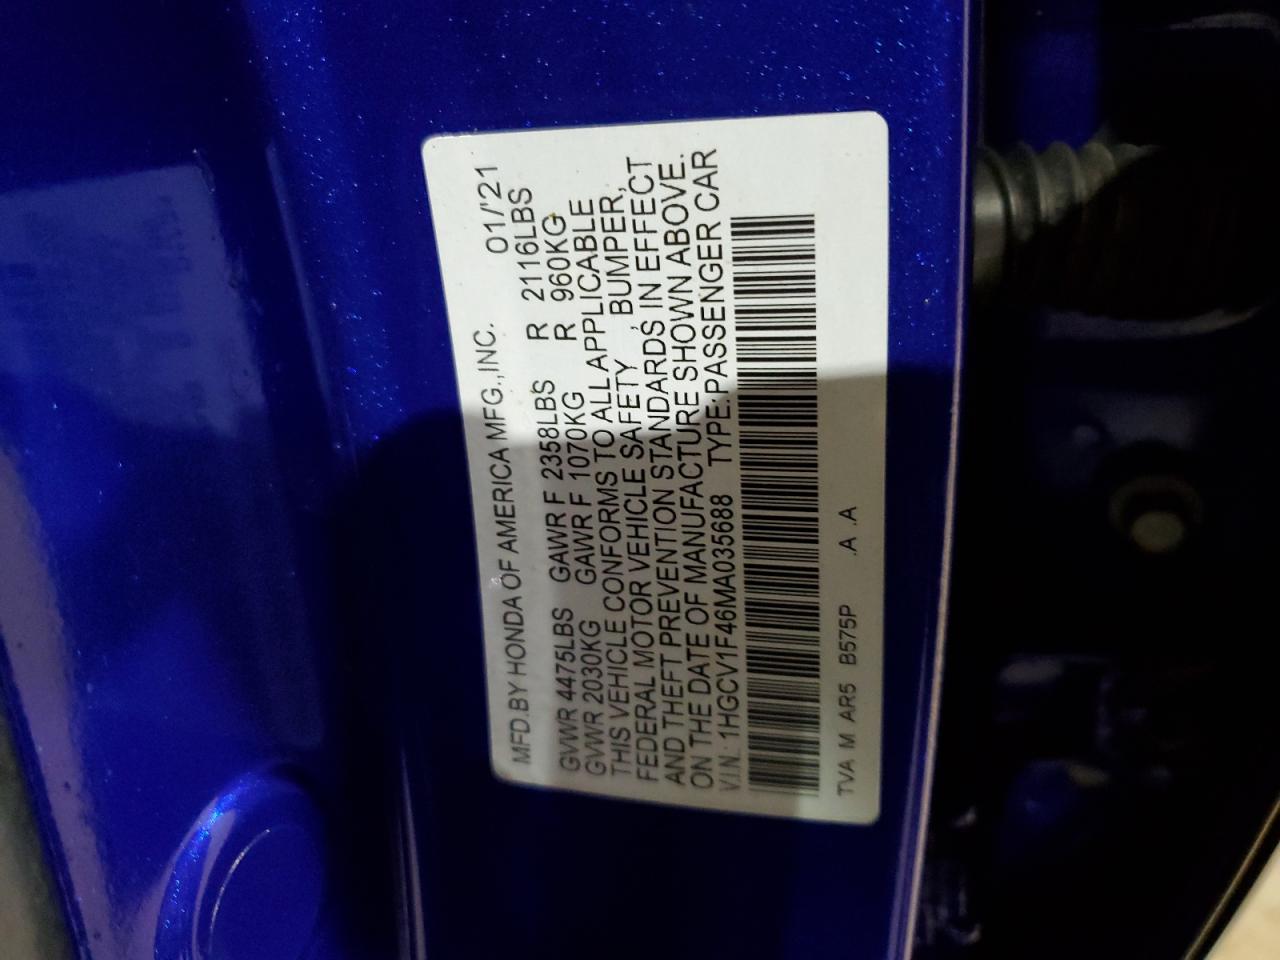 MFD.BY HONDA OF AMERICA MFG.,INC. 01/'21
GVWR 4475LBS GAWR F 2358LBS R 2116LBS
GVWR 2030KG GAWR F 1070KG R 960KG
THIS VEHICLE CONFORMS TO ALL APPLICABLE
FEDERAL MOTOR VEHICLE SAFETY, BUMPER,
AND THEFT PREVENTION STANDARDS IN EFFECT
ON THE DATE OF MANUFACTURE SHOWN ABOVE.
V.I.N.: 1HGCV1F46MA035688 TYPE:PASSENGER CAR
TVA M AR5 B575P .A .A